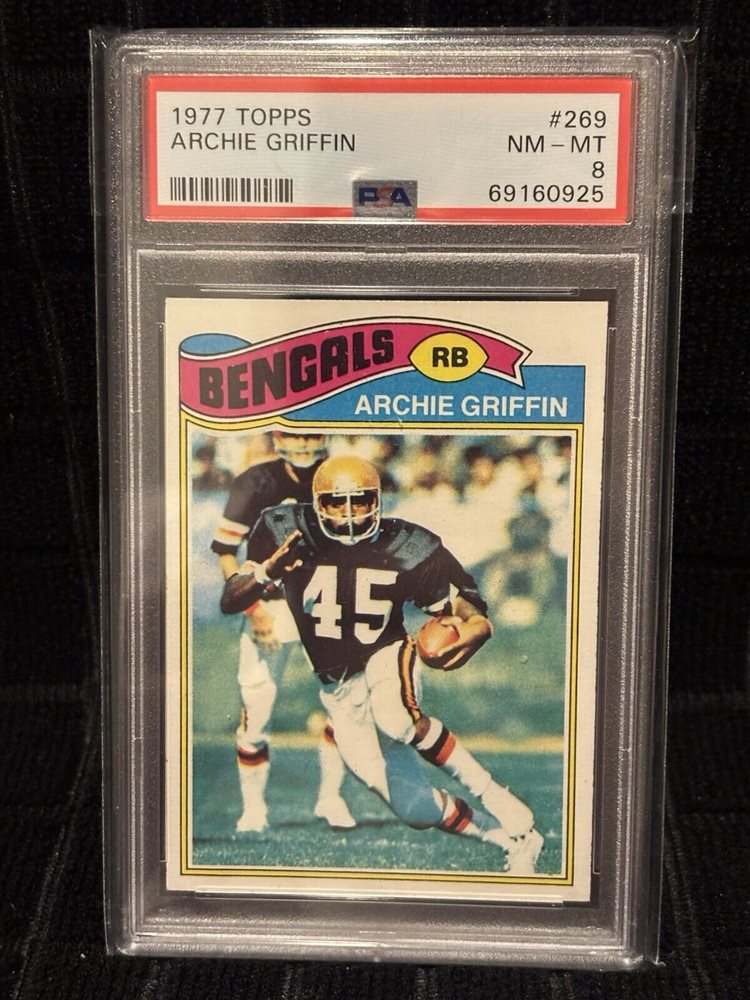 1977 TOPPS #269
ARCHIE GRIFFIN NM - MT
8
PSA 69160925
BENGALS RB
ARCHIE GRIFFIN
45